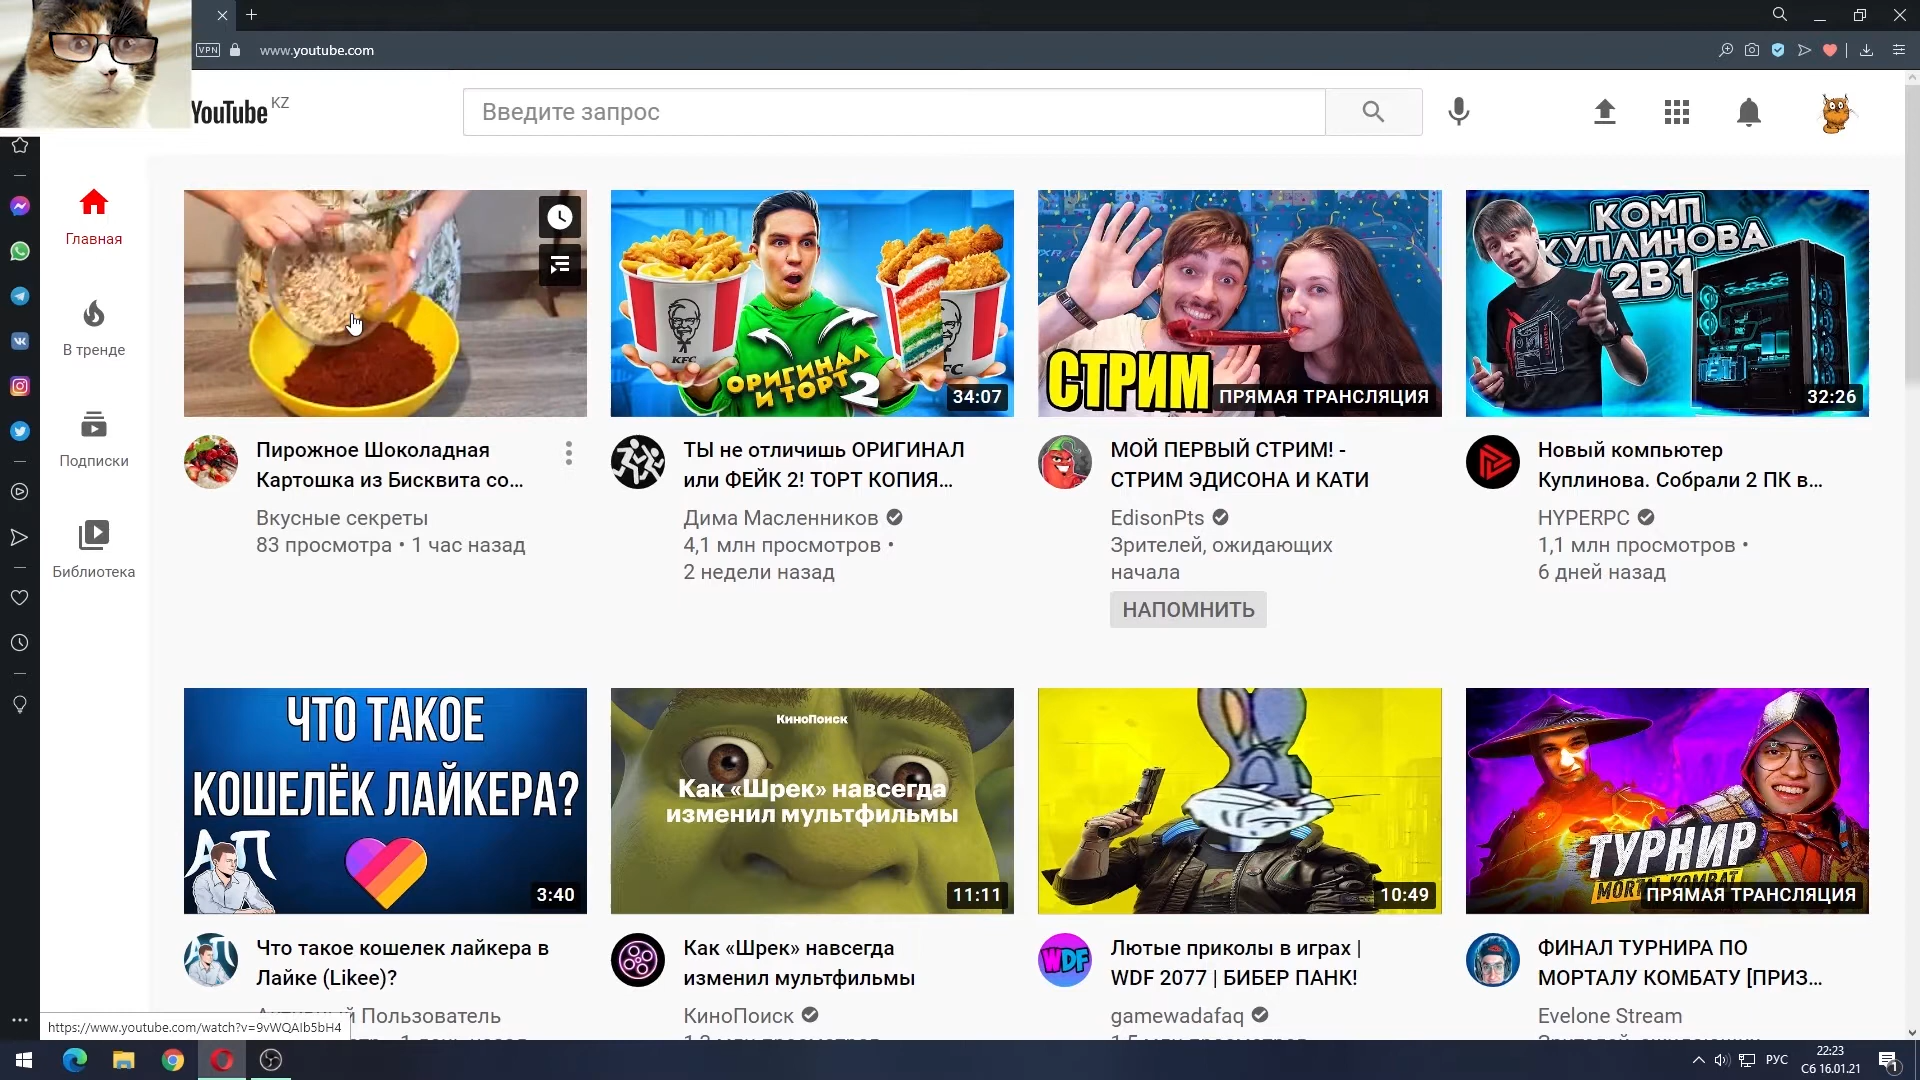 VPN
www.youtube.com
YouTube KZ
Введите запрос
Главная
В тренде
Подписки
Библиотека
KFC
ОРИГИНАЛ
И ТОРТ 2
34:07
СТРИМ
ПРЯМАЯ ТРАНСЛЯЦИЯ
КОМП
КУПЛИНОВА
2В1
32:26
Пирожное Шоколадная
Картошка из Бисквита со...
Вкусные секреты
83 просмотра • 1 час назад
ТЫ не отличишь ОРИГИНАЛ
или ФЕЙК 2! ТОРТ КОПИЯ...
Дима Масленников
4,1 млн просмотров •
2 недели назад
МОЙ ПЕРВЫЙ СТРИМ! -
СТРИМ ЭДИСОНА И КАТИ
EdisonPts
Зрителей, ожидающих
начала
НАПОМНИТЬ
Новый компьютер
Куплинова. Собрали 2 ПК в...
HYPERPC
1,1 млн просмотров •
6 дней назад
ЧТО ТАКОЕ
КОШЕЛЁК ЛАЙКЕРА?
АП
3:40
КиноПоиск
Как «Шрек» навсегда
изменил мультфильмы
11:11
10:49
ТУРНИР
MORTAL KOMBAT
ПРЯМАЯ ТРАНСЛЯЦИЯ
Что такое кошелек лайкера в
Лайке (Likee)?
Активный Пользователь
Как «Шрек» навсегда
изменил мультфильмы
КиноПоиск
WDF
Лютые приколы в играх |
WDF 2077 | БИБЕР ПАНК!
gamewadafaq
ФИНАЛ ТУРНИРА ПО
МОРТАЛУ КОМБАТУ [ПРИЗ...
Evelone Stream
https://www.youtube.com/watch?v=9vWQAIb5bH4
РУС
22:23
Сб 16.01.21
1